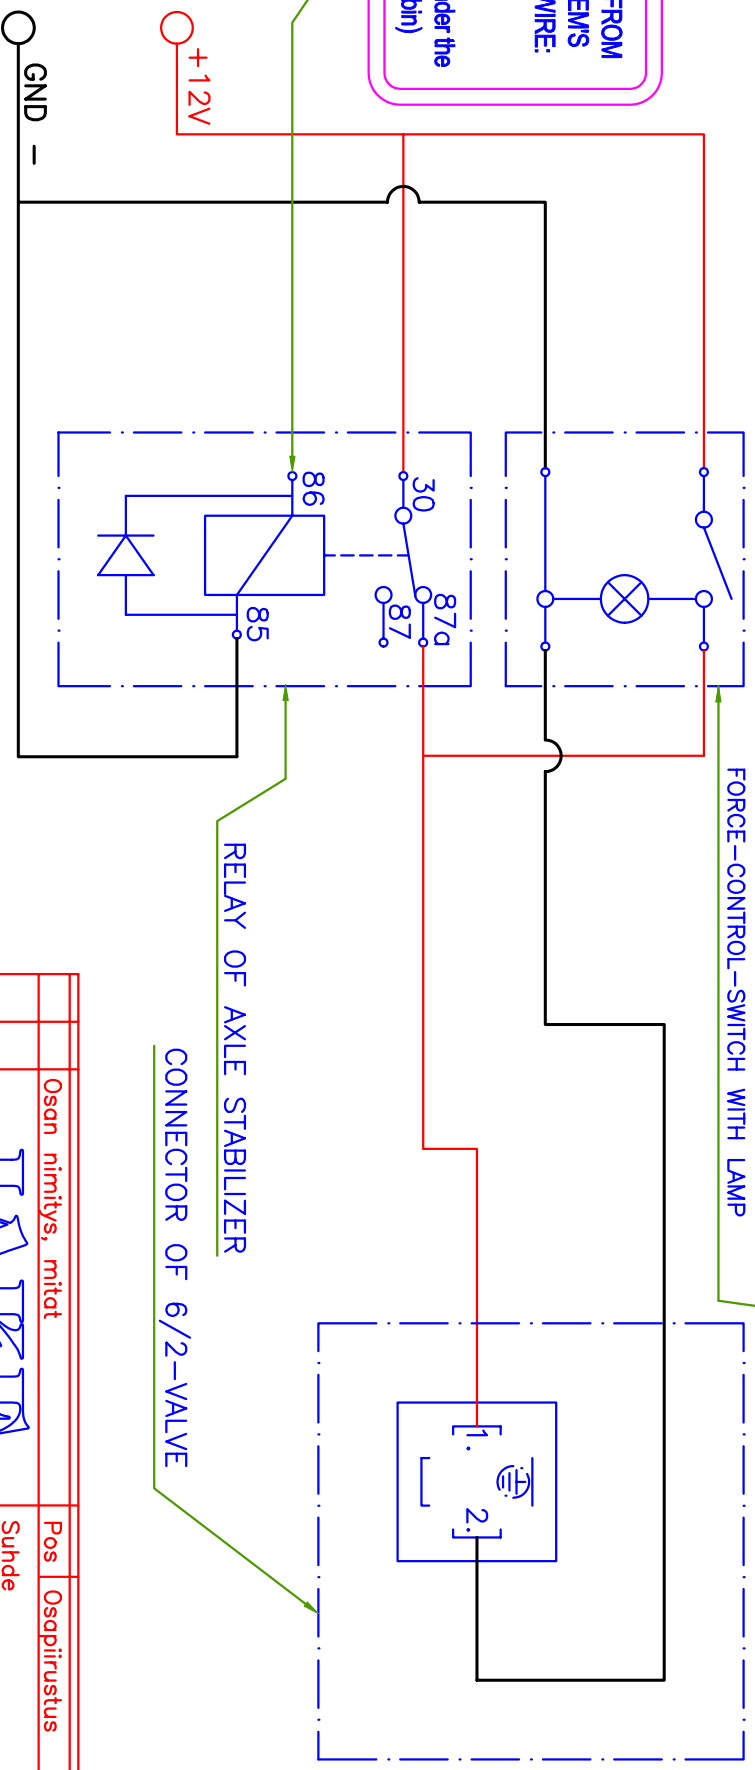 FROM
EM'S
WIRE:
der the
bin)
+12V
GND -
86
30
87a
87
85
FORCE-CONTROL-SWITCH WITH LAMP
RELAY OF AXLE STABILIZER
CONNECTOR OF 6/2-VALVE
1.
2.
Osan nimitys, mitat
Pos
Osapiirustus
Suhde